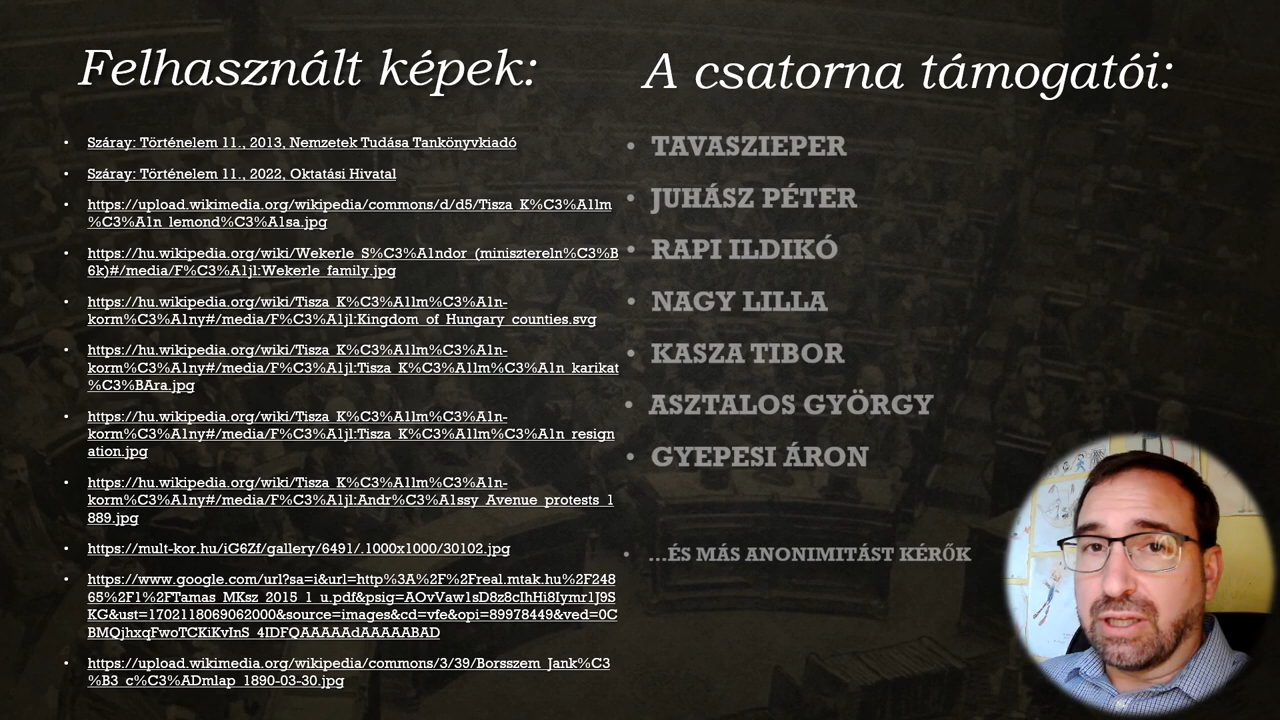 Felhasznált képek:
Száray: Történelem 11., 2013, Nemzetek Tudása Tankönyvkiadó
Száray: Történelem 11., 2022, Oktatási Hivatal
https://upload.wikimedia.org/wikipedia/commons/d/d5/Tisza_K%C3%A1lm
%C3%A1n_lemond%C3%A1sa.jpg
https://hu.wikipedia.org/wiki/Wekerle_S%C3%A1ndor_(minisztereln%C3%B
6k)#/media/F%C3%A1jl:Wekerle_family.jpg
https://hu.wikipedia.org/wiki/Tisza_K%C3%A1lm%C3%A1n-
korm%C3%A1ny#/media/F%C3%A1jl:Kingdom_of_Hungary_counties.svg
https://hu.wikipedia.org/wiki/Tisza_K%C3%A1lm%C3%A1n-
korm%C3%A1ny#/media/F%C3%A1jl:Tisza_K%C3%A1lm%C3%A1n_karikat
%C3%BAra.jpg
https://hu.wikipedia.org/wiki/Tisza_K%C3%A1lm%C3%A1n-
korm%C3%A1ny#/media/F%C3%A1jl:Tisza_K%C3%A1lm%C3%A1n_resign
ation.jpg
https://hu.wikipedia.org/wiki/Tisza_K%C3%A1lm%C3%A1n-
korm%C3%A1ny#/media/F%C3%A1jl:Andr%C3%A1ssy_Avenue_protests_1
889.jpg
https://mult-kor.hu/iG6Zf/gallery/6491/.1000x1000/30102.jpg
https://www.google.com/url?sa=i&url=http%3A%2F%2Freal.mtak.hu%2F248
65%2F1%2FTamas_MKsz_2015_1_u.pdf&psig=AOvVaw1sD8z8cIhHi8Iymr1J9S
KG&ust=1702118069062000&source=images&cd=vfe&opi=89978449&ved=0C
BMQjhxqFwoTCKiKvInS_4IDFQAAAAAdAAAAABAD
https://upload.wikimedia.org/wikipedia/commons/3/39/Borsszem_Jank%C3
%B3_c%C3%ADmlap_1890-03-30.jpg
A csatorna támogatói:
TAVASZIEPER
JUHÁSZ PÉTER
RAPI ILDIKÓ
NAGY LILLA
KASZA TIBOR
ASZTALOS GYÖRGY
GYEPESI ÁRON
...ÉS MÁS ANONIMITÁST KÉRŐK